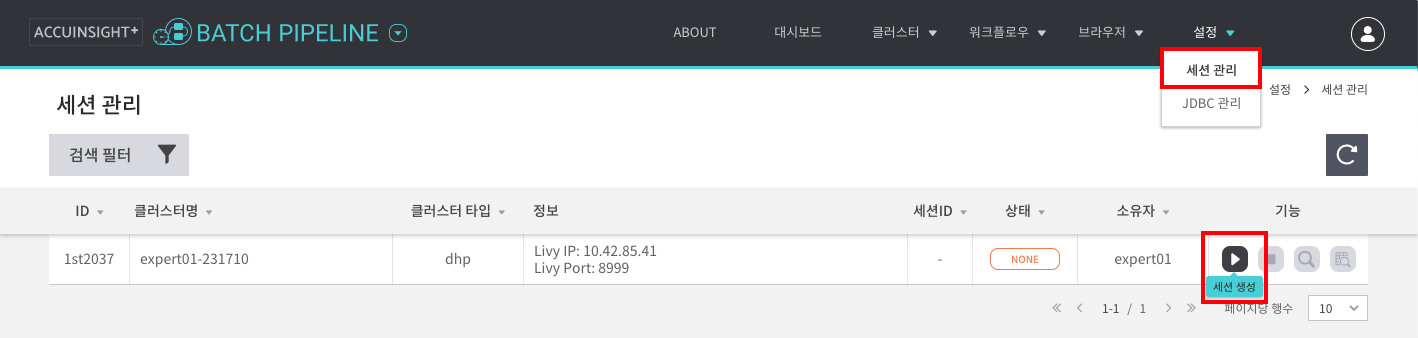 ACCUINSIGHT+ BATCH PIPELINE ABOUT 대시보드 클러스터 워크플로우 브라우저 설정
세션 관리
JDBC 관리
설정 > 세션 관리
세션 관리
검색 필터
ID 클러스터명 클러스터 타입 정보 세션ID 상태 소유자 기능
1st2037 expert01-231710 dhp Livy IP: 10.42.85.41 - NONE expert01
Livy Port: 8999
세션 생성
1-1 / 1 페이지당 행수 10